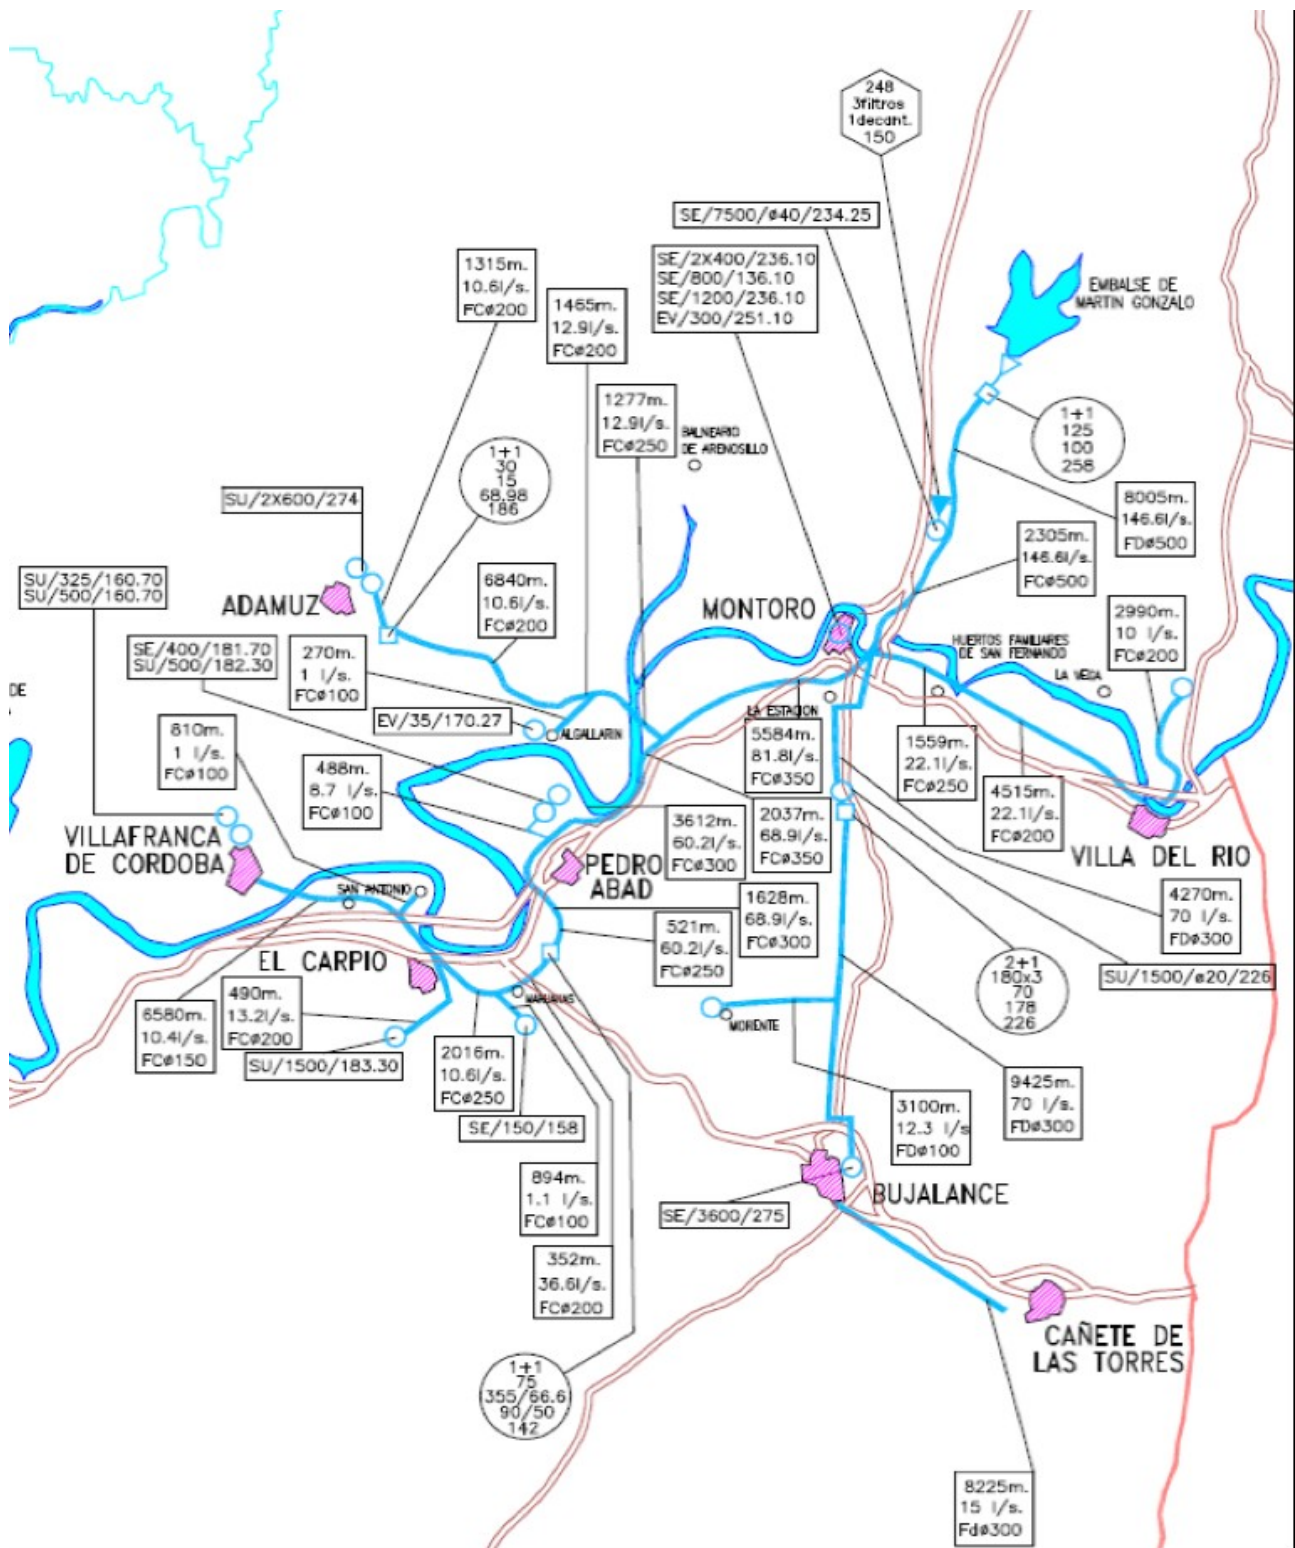 248
3filtros
1decant.
150
SE/7500/ø40/234.25
SE/2X400/236.10
SE/800/136.10
SE/1200/236.10
EV/300/251.10
1315m.
10.6l/s.
FCø200
1465m.
12.9l/s.
FCø200
EMBALSE DE
MARTIN GONZALO
1277m.
12.9l/s.
FCø250
BALNEARIO
DE ARENOSILLO
1+1
125
100
258
1+1
30
15
68.98
186
SU/2X600/274
8005m.
146.6l/s.
FDø500
2305m.
146.6l/s.
FCø500
SU/325/160.70
SU/500/160.70
ADAMUZ
6840m.
10.6l/s.
FCø200
MONTORO
2990m.
10 l/s.
FCø200
SE/400/181.70
SU/500/182.30
270m.
1 l/s.
FCø100
HUERTOS FAMILIARES
DE SAN FERNANDO
LA VEGA
DE
EV/35/170.27
ALGALLARIN
LA ESTACION
810m.
1 l/s.
FCø100
5584m.
81.8l/s.
FCø350
1559m.
22.1l/s.
FCø250
488m.
8.7 l/s.
FCø100
4515m.
22.1l/s.
FCø200
3612m.
60.2l/s.
FCø300
2037m.
68.9l/s.
FCø350
VILLAFRANCA
DE CORDOBA
PEDRO
ABAD
VILLA DEL RIO
SAN ANTONIO
1628m.
68.9l/s.
FCø300
4270m.
70 l/s.
FDø300
521m.
60.2l/s.
FCø250
EL CARPIO
2+1
180x3
70
178
226
SU/1500/ø20/226
MARUANAS
490m.
13.2l/s.
FCø200
6580m.
10.4l/s.
FCø150
MORENTE
SU/1500/183.30
2016m.
10.6l/s.
FCø250
9425m.
70 l/s.
FDø300
3100m.
12.3 l/s
FDø100
SE/150/158
894m.
1.1 l/s.
FCø100
BUJALANCE
SE/3600/275
352m.
36.6l/s.
FCø200
CAÑETE DE
LAS TORRES
1+1
75
355/66.6
90/50
142
8225m.
15 l/s.
Fdø300